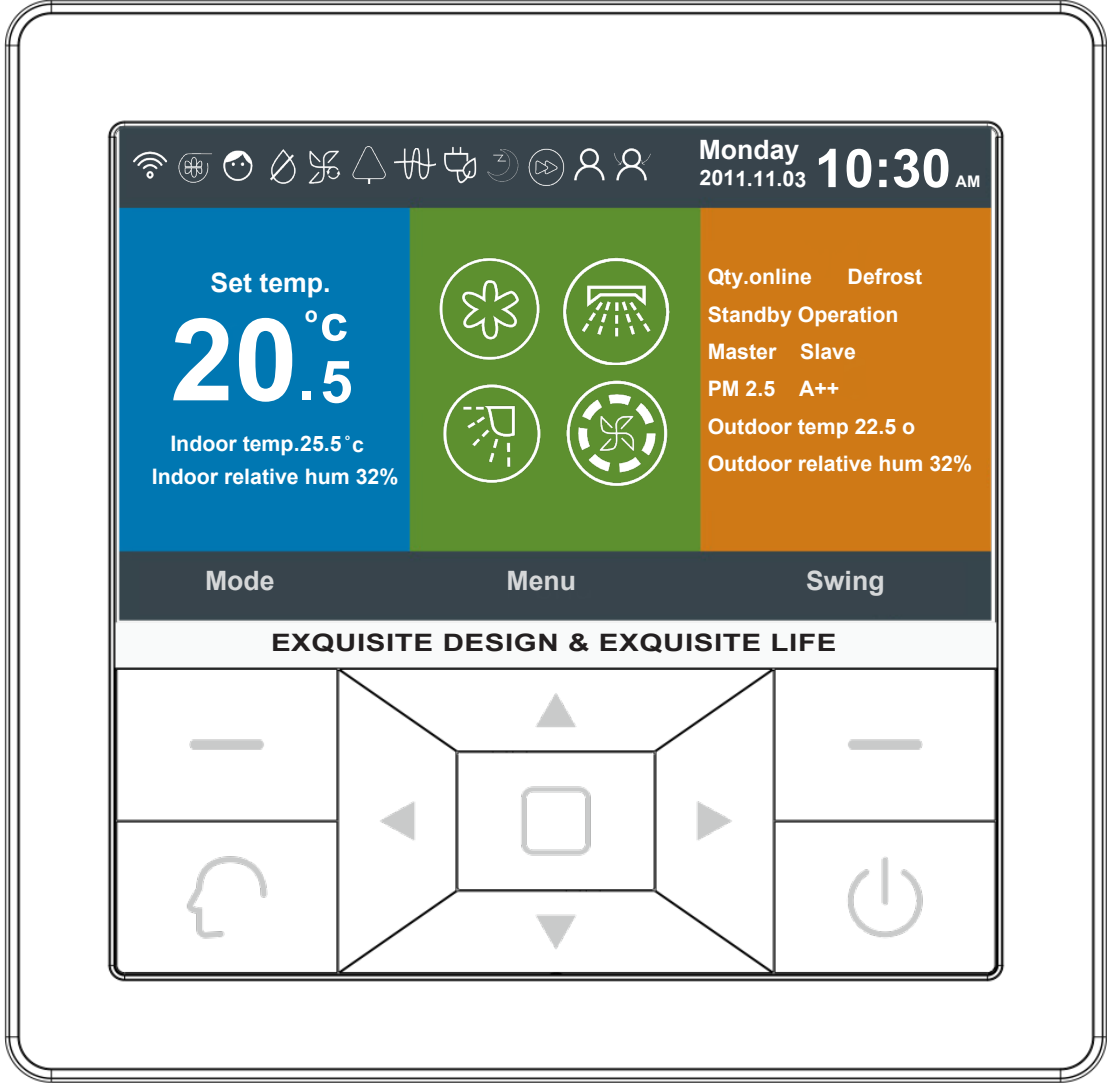 Monday
2011.11.03 10:30 AM
Set temp.
20.5 °c
Indoor temp.25.5°c
Indoor relative hum 32%
Qty.online Defrost
Standby Operation
Master Slave
PM 2.5 A++
Outdoor temp 22.5 o
Outdoor relative hum 32%
Mode Menu Swing
EXQUISITE DESIGN & EXQUISITE LIFE